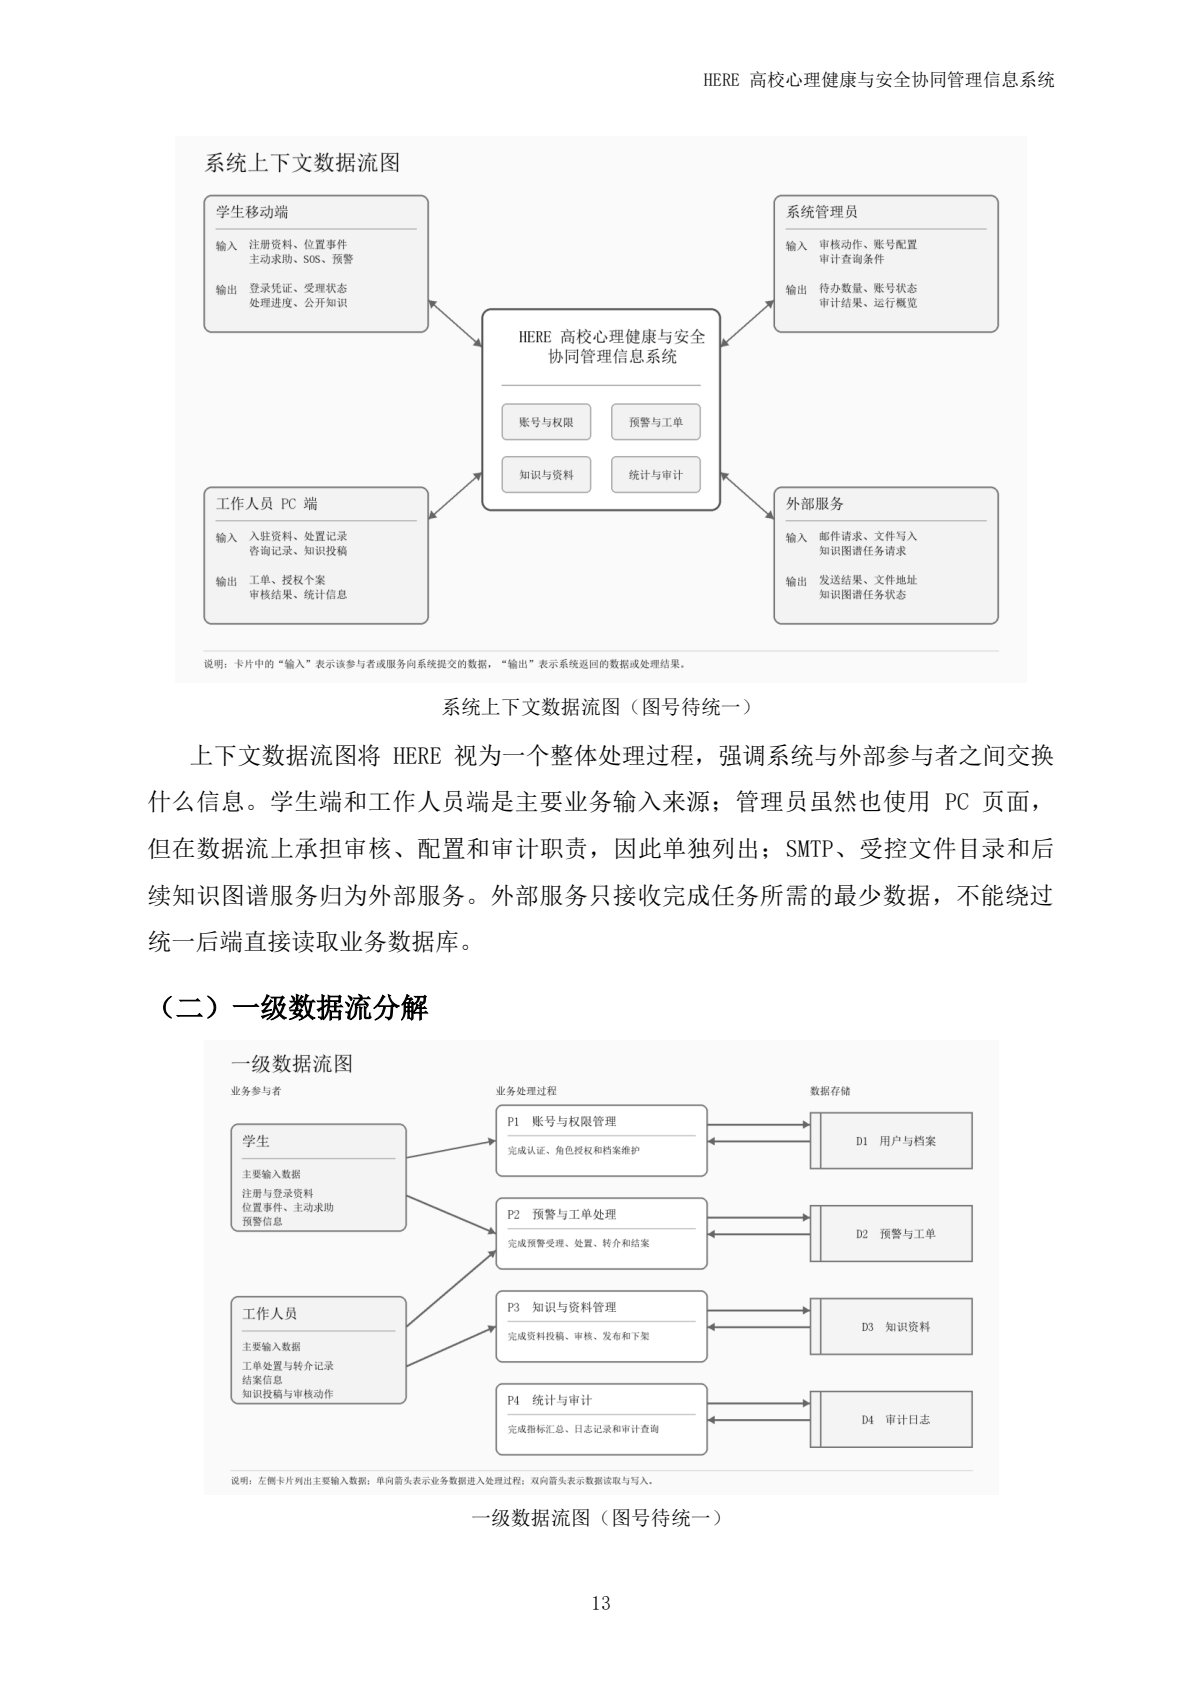 HERE 高校心理健康与安全协同管理信息系统
系统上下文数据流图
学生移动端
输入 注册资料、位置事件
主动求助、SOS、预警
输出 登录凭证、受理状态
处理进度、公开知识
系统管理员
输入 审核动作、账号配置
审计查询条件
输出 待办数量、账号状态
审计结果、运行概览
HERE 高校心理健康与安全
协同管理信息系统
账号与权限
预警与工单
知识与资料
统计与审计
工作人员 PC 端
输入 入驻资料、处置记录
咨询记录、知识投稿
输出 工单、授权个案
审核结果、统计信息
外部服务
输入 邮件请求、文件写入
知识图谱任务请求
输出 发送结果、文件地址
知识图谱任务状态
说明：卡片中的“输入”表示该参与者或服务向系统提交的数据，“输出”表示系统返回的数据或处理结果。
系统上下文数据流图（图号待统一）
上下文数据流图将 HERE 视为一个整体处理过程，强调系统与外部参与者之间交换
什么信息。学生端和工作人员端是主要业务输入来源；管理员虽然也使用 PC 页面，
但在数据流上承担审核、配置和审计职责，因此单独列出；SMTP、受控文件目录和后
续知识图谱服务归为外部服务。外部服务只接收完成任务所需的最少数据，不能绕过
统一后端直接读取业务数据库。
（二）一级数据流分解
一级数据流图
业务参与者
业务处理过程
数据存储
学生
主要输入数据
注册与登录资料
位置事件、主动求助
预警信息
工作人员
主要输入数据
工单处置与转介记录
结案信息
知识投稿与审核动作
P1 账号与权限管理
完成认证、角色授权和档案维护
P2 预警与工单处理
完成预警受理、处置、转介和结案
P3 知识与资料管理
完成资料投稿、审核、发布和下架
P4 统计与审计
完成指标汇总、日志记录和审计查询
D1 用户与档案
D2 预警与工单
D3 知识资料
D4 审计日志
说明：左侧卡片列出主要输入数据；单向箭头表示业务数据进入处理过程；双向箭头表示数据读取与写入。
一级数据流图（图号待统一）
13